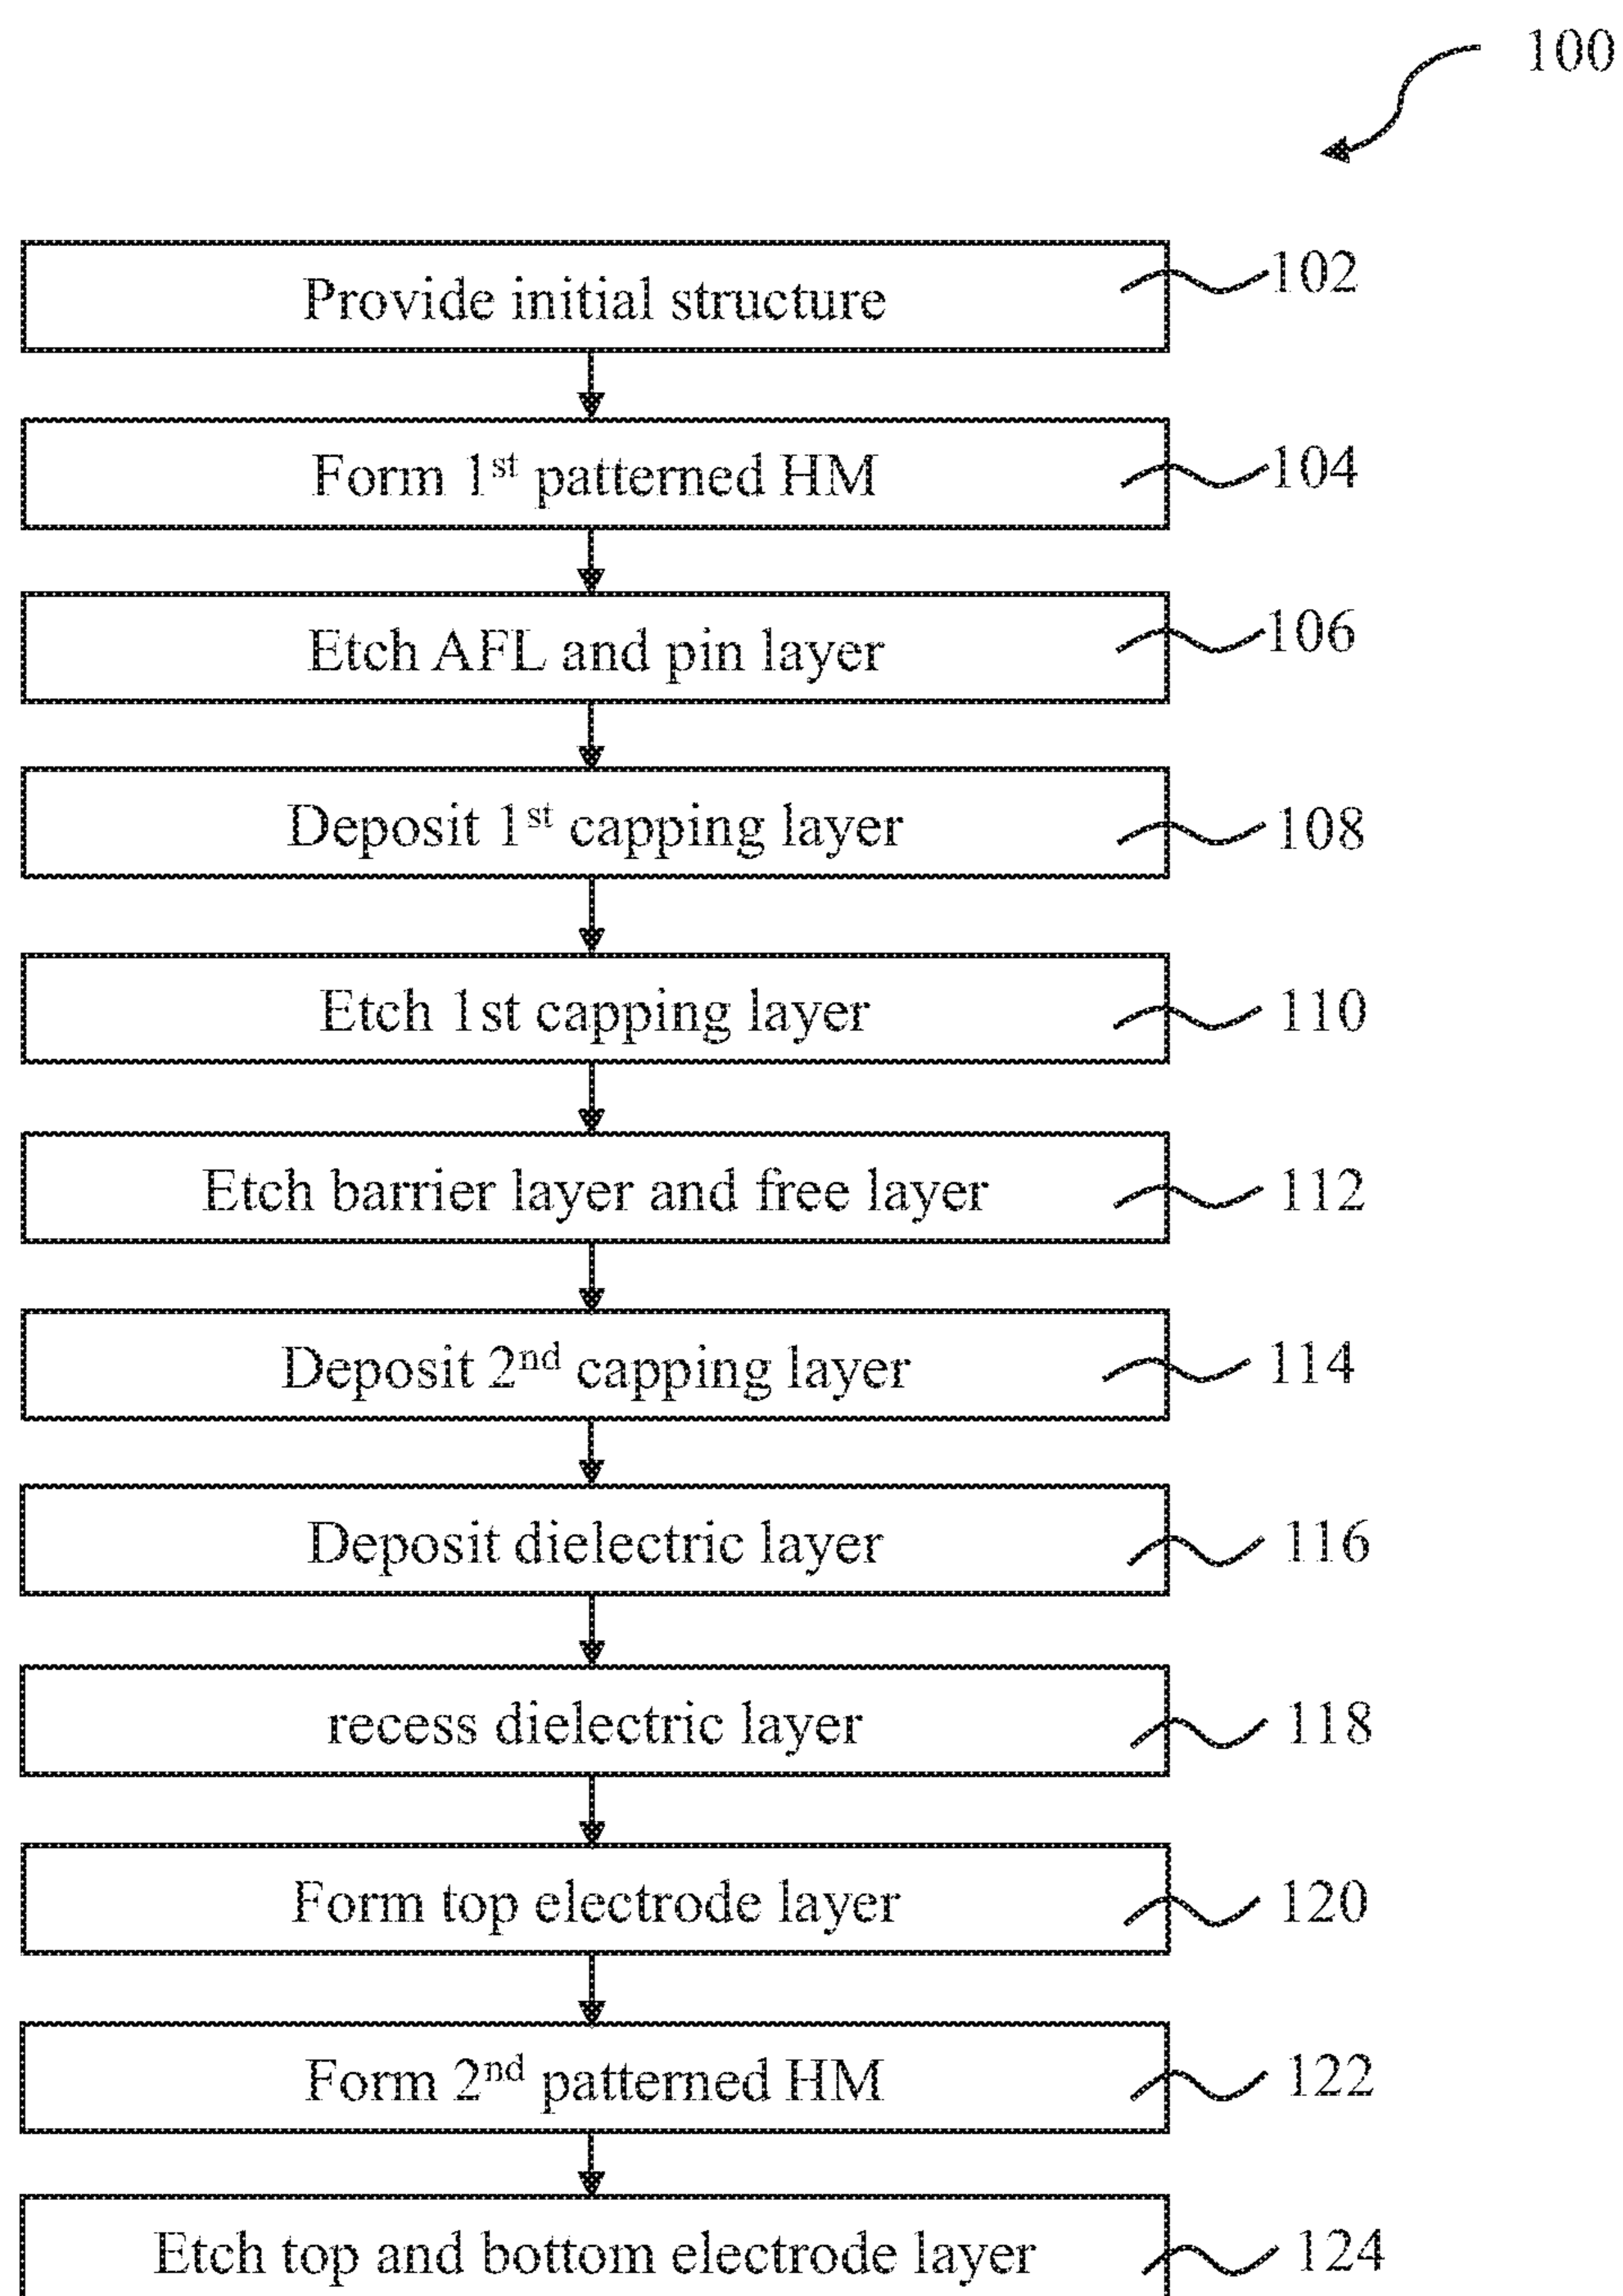 100
Provide initial structure 102
Form 1st patterned HM 104
Etch AFL and pin layer 106
Deposit 1st capping layer 108
Etch 1st capping layer 110
Etch barrier layer and free layer 112
Deposit 2nd capping layer 114
Deposit dielectric layer 116
recess dielectric layer 118
Form top electrode layer 120
Form 2nd patterned HM 122
Etch top and bottom electrode layer 124